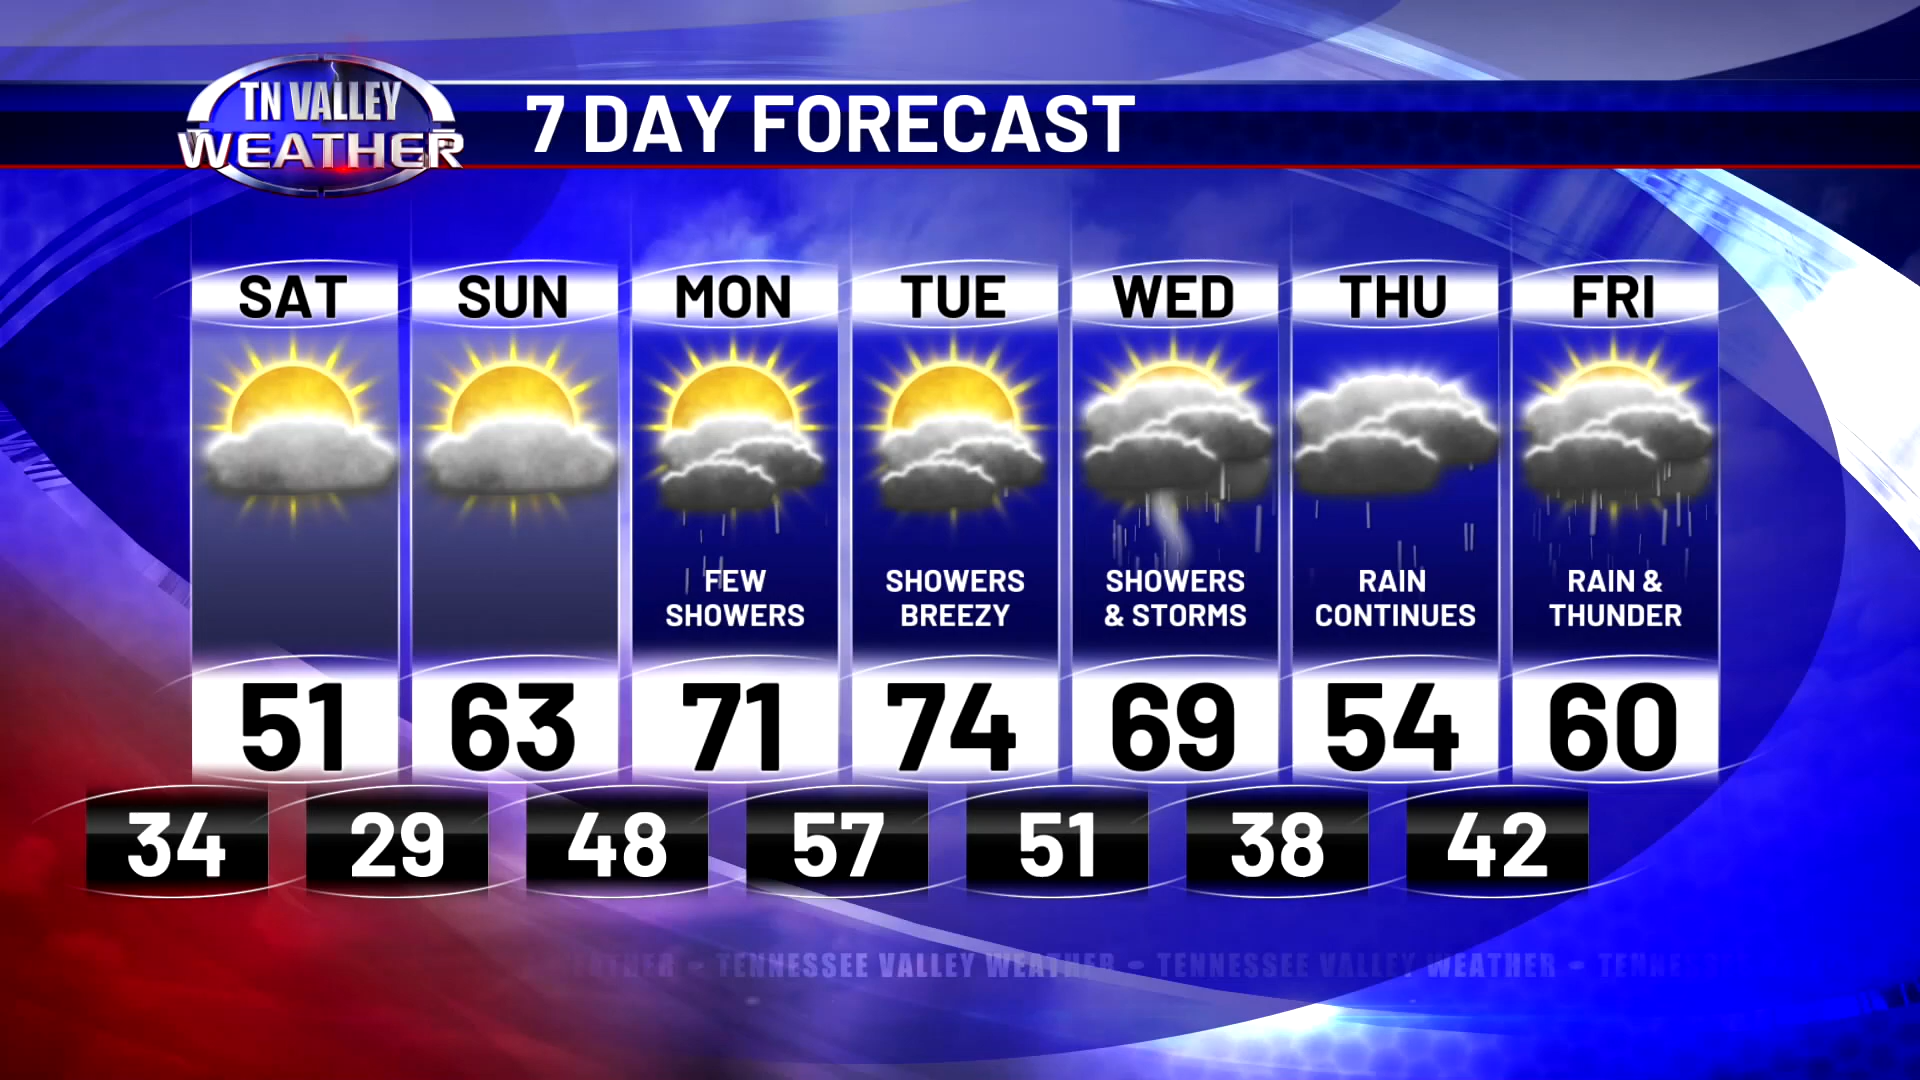 TN VALLEY
WEATHER
7 DAY FORECAST
SAT SUN MON TUE WED THU FRI
FEW SHOWERS SHOWERS RAIN RAIN &
SHOWERS BREEZY & STORMS CONTINUES THUNDER
51 63 71 74 69 54 60
34 29 48 57 51 38 42
WEATHER - TENNESSEE VALLEY WEATHER - TENNESSEE VALLEY WEATHER -